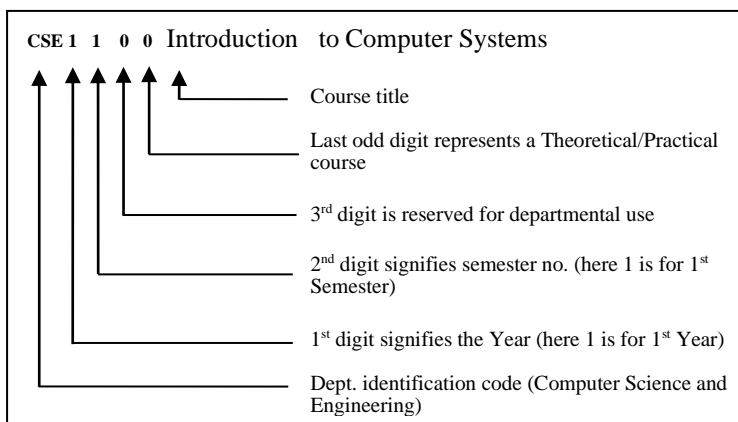 CSE 1 1 0 0 Introduction to Computer Systems
Course title
Last odd digit represents a Theoretical/Practical
course
3rd digit is reserved for departmental use
2nd digit signifies semester no. (here 1 is for 1st
Semester)
1st digit signifies the Year (here 1 is for 1st Year)
Dept. identification code (Computer Science and
Engineering)